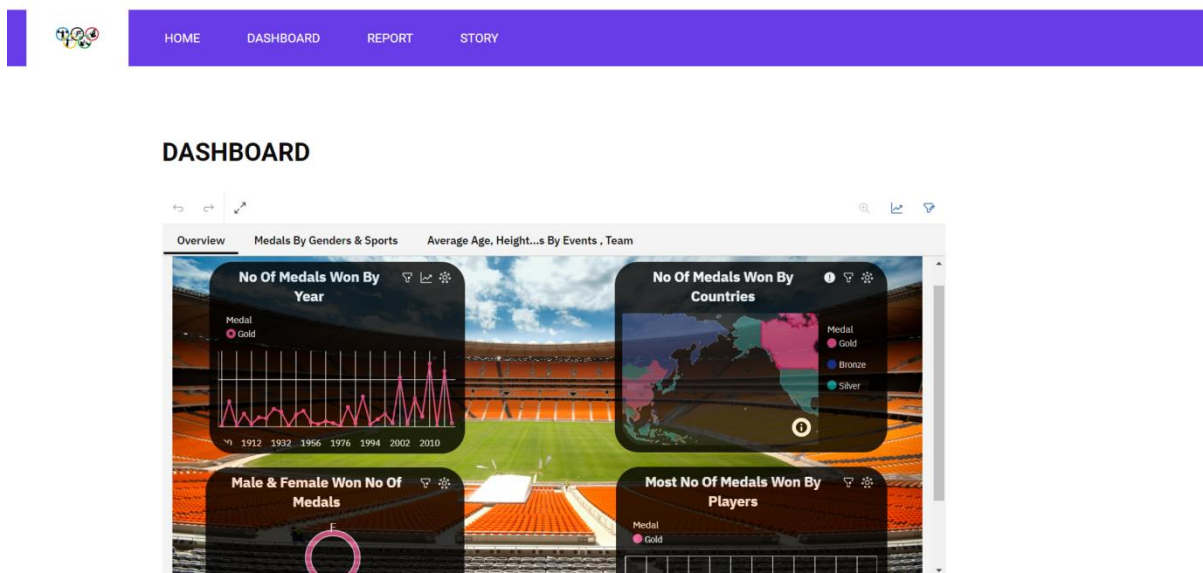 HOME DASHBOARD REPORT STORY
DASHBOARD
Overview Medals By Genders & Sports Average Age, Height...s By Events , Team
No Of Medals Won By
Year
Medal
Gold
1912 1932 1956 1976 1994 2002 2010
No Of Medals Won By
Countries
Medal
Gold
Bronze
Silver
Male & Female Won No Of
Medals
F
Most No Of Medals Won By
Players
Medal
Gold